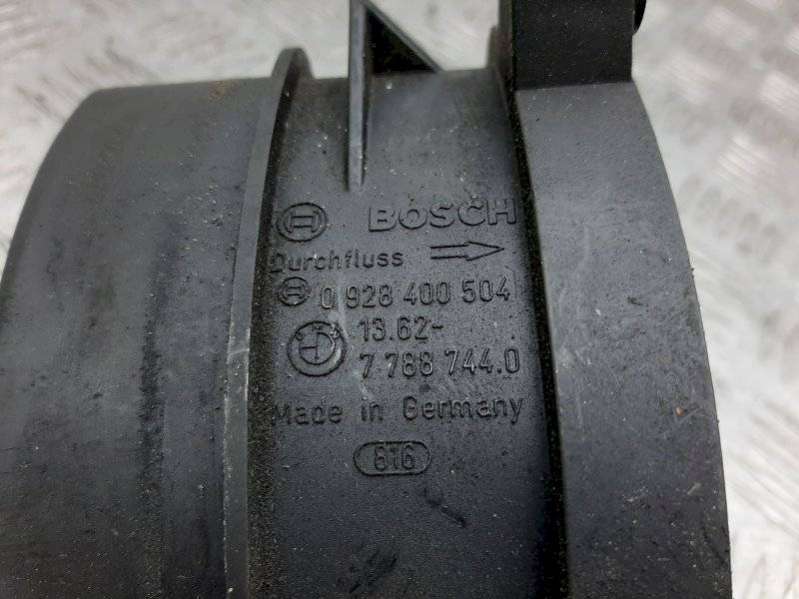 BOSCH
Durchfluss
0 928 400 504
13.62-
7 788 744.0
Made in Germany
616